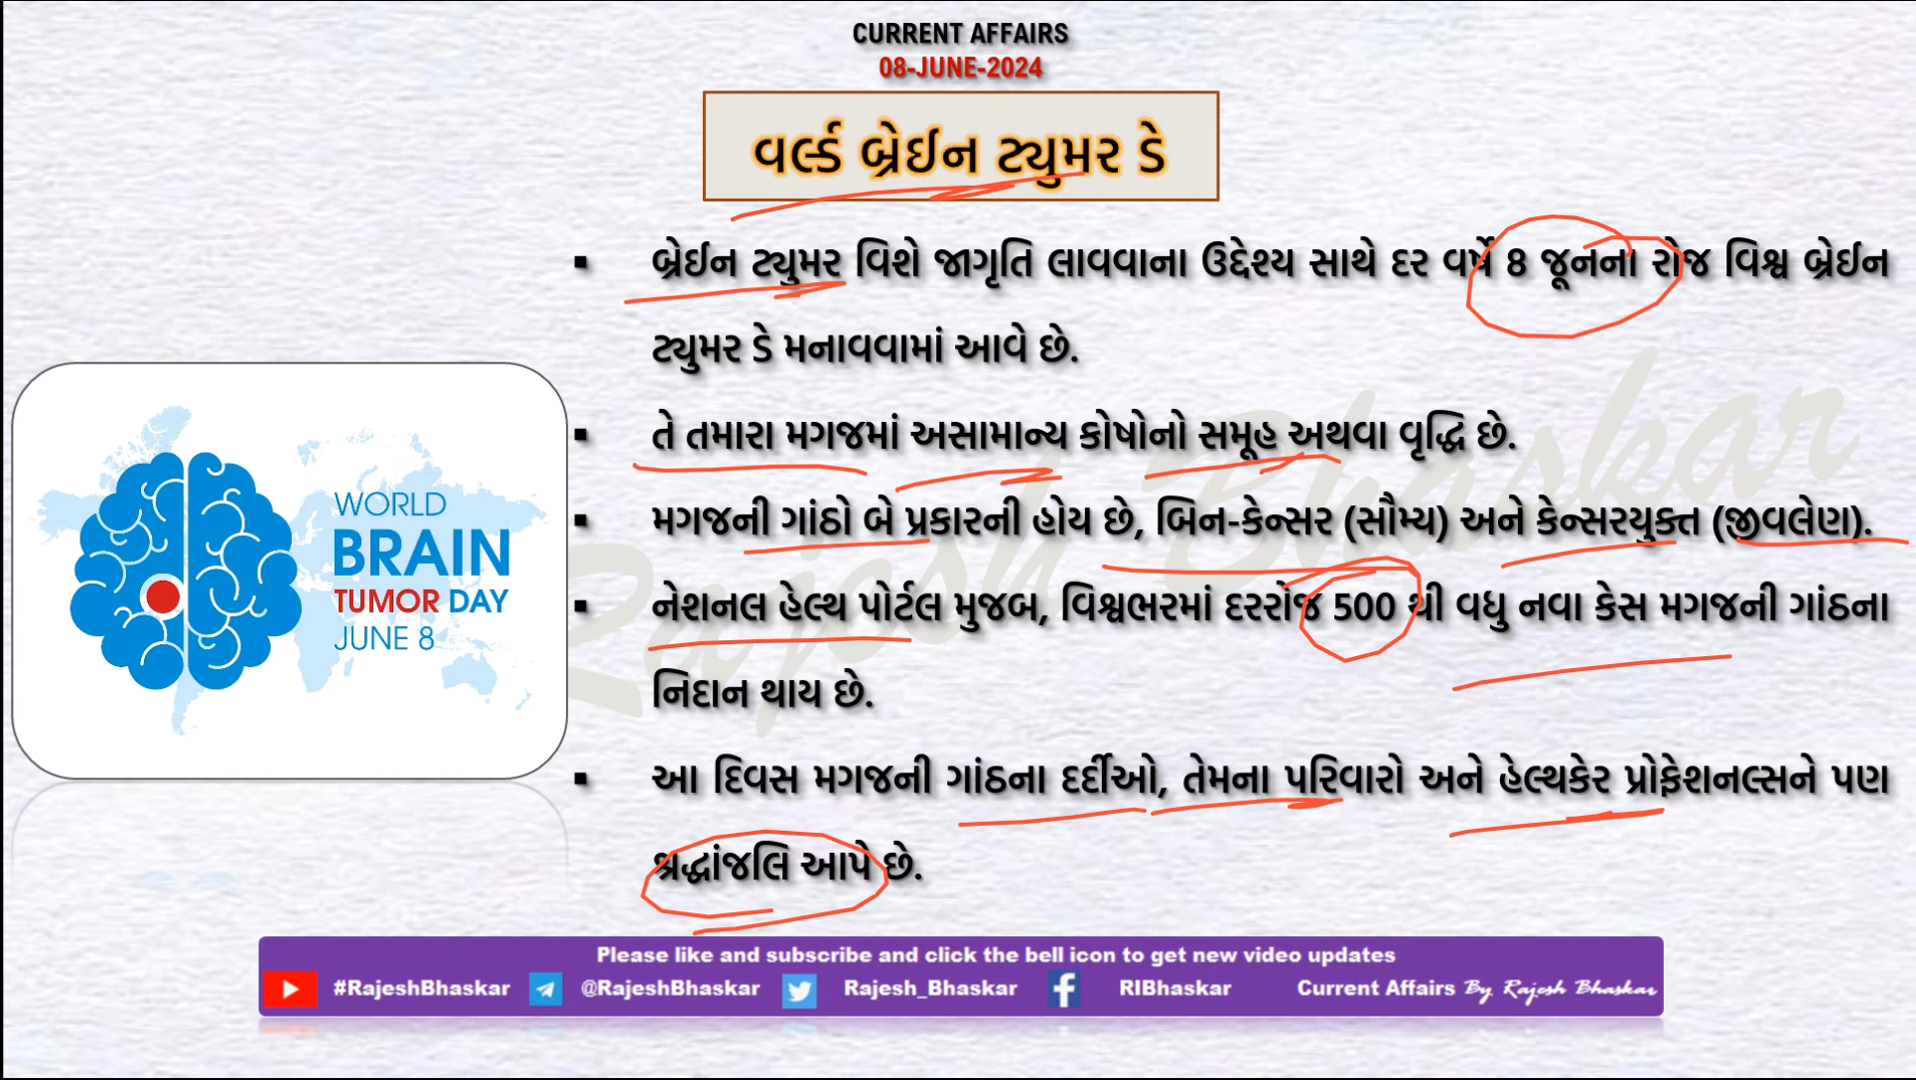 CURRENT AFFAIRS
08-JUNE-2024
વર્લ્ડ બ્રેઈન ટ્યુમર ડે
▪ બ્રેઈન ટ્યુમર વિશે જાગૃતિ લાવવાના ઉદ્દેશ્ય સાથે દર વર્ષે 8 જૂનના રોજ વિશ્વ બ્રેઈન
ટ્યુમર ડે મનાવવામાં આવે છે.
▪ તે તમારા મગજમાં અસામાન્ય કોષોનો સમૂહ અથવા વૃદ્ધિ છે.
▪ મગજની ગાંઠો બે પ્રકારની હોય છે, બિન-કેન્સર (સૌમ્ય) અને કેન્સરયુક્ત (જીવલેણ).
▪ નેશનલ હેલ્થ પોર્ટલ મુજબ, વિશ્વભરમાં દરરોજ 500 થી વધુ નવા કેસ મગજની ગાંઠના
નિદાન થાય છે.
▪ આ દિવસ મગજની ગાંઠના દર્દીઓ, તેમના પરિવારો અને હેલ્થકેર પ્રોફેશનલ્સને પણ
શ્રદ્ધાંજલિ આપે છે.
WORLD
BRAIN
TUMOR DAY
JUNE 8
Rajesh Bhaskar
Please like and subscribe and click the bell icon to get new video updates
#RajeshBhaskar @RajeshBhaskar Rajesh_Bhaskar RIBhaskar Current Affairs By Rajesh Bhaskar